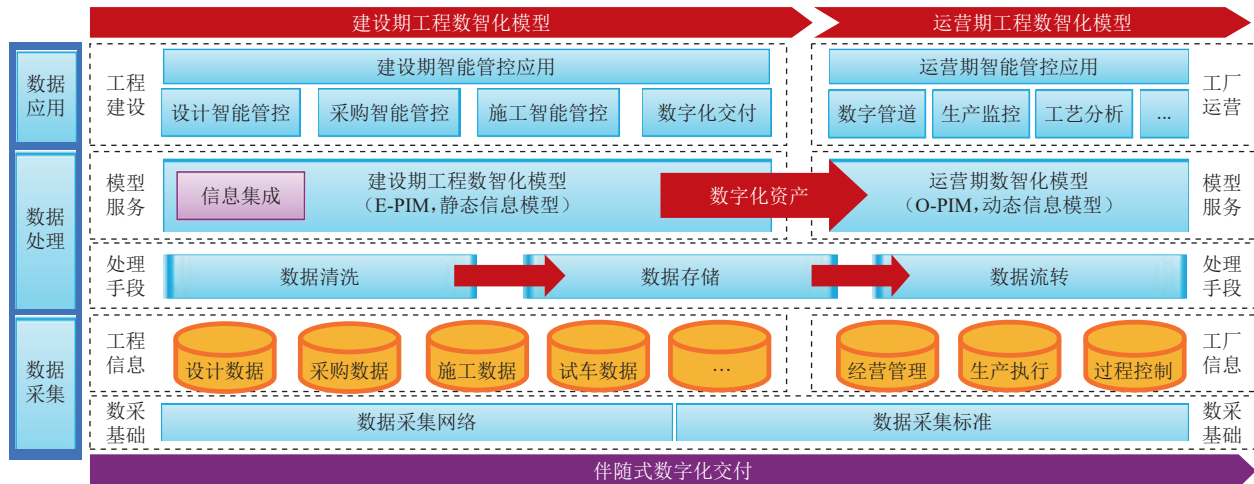 建设期工程数智化模型
运营期工程数智化模型
数据
应用
工程
建设
建设期智能管控应用
设计智能管控
采购智能管控
施工智能管控
数字化交付
运营期智能管控应用
数字管道
生产监控
工艺分析
...
工厂
运营
数据
处理
模型
服务
信息集成
建设期工程数智化模型
（E-PIM,静态信息模型）
数字化资产
运营期数智化模型
（O-PIM,动态信息模型）
模型
服务
处理
手段
数据清洗
数据存储
数据流转
处理
手段
数据
采集
工程
信息
设计数据
采购数据
施工数据
试车数据
…
经营管理
生产执行
过程控制
工厂
信息
数采
基础
数据采集网络
数据采集标准
数采
基础
伴随式数字化交付